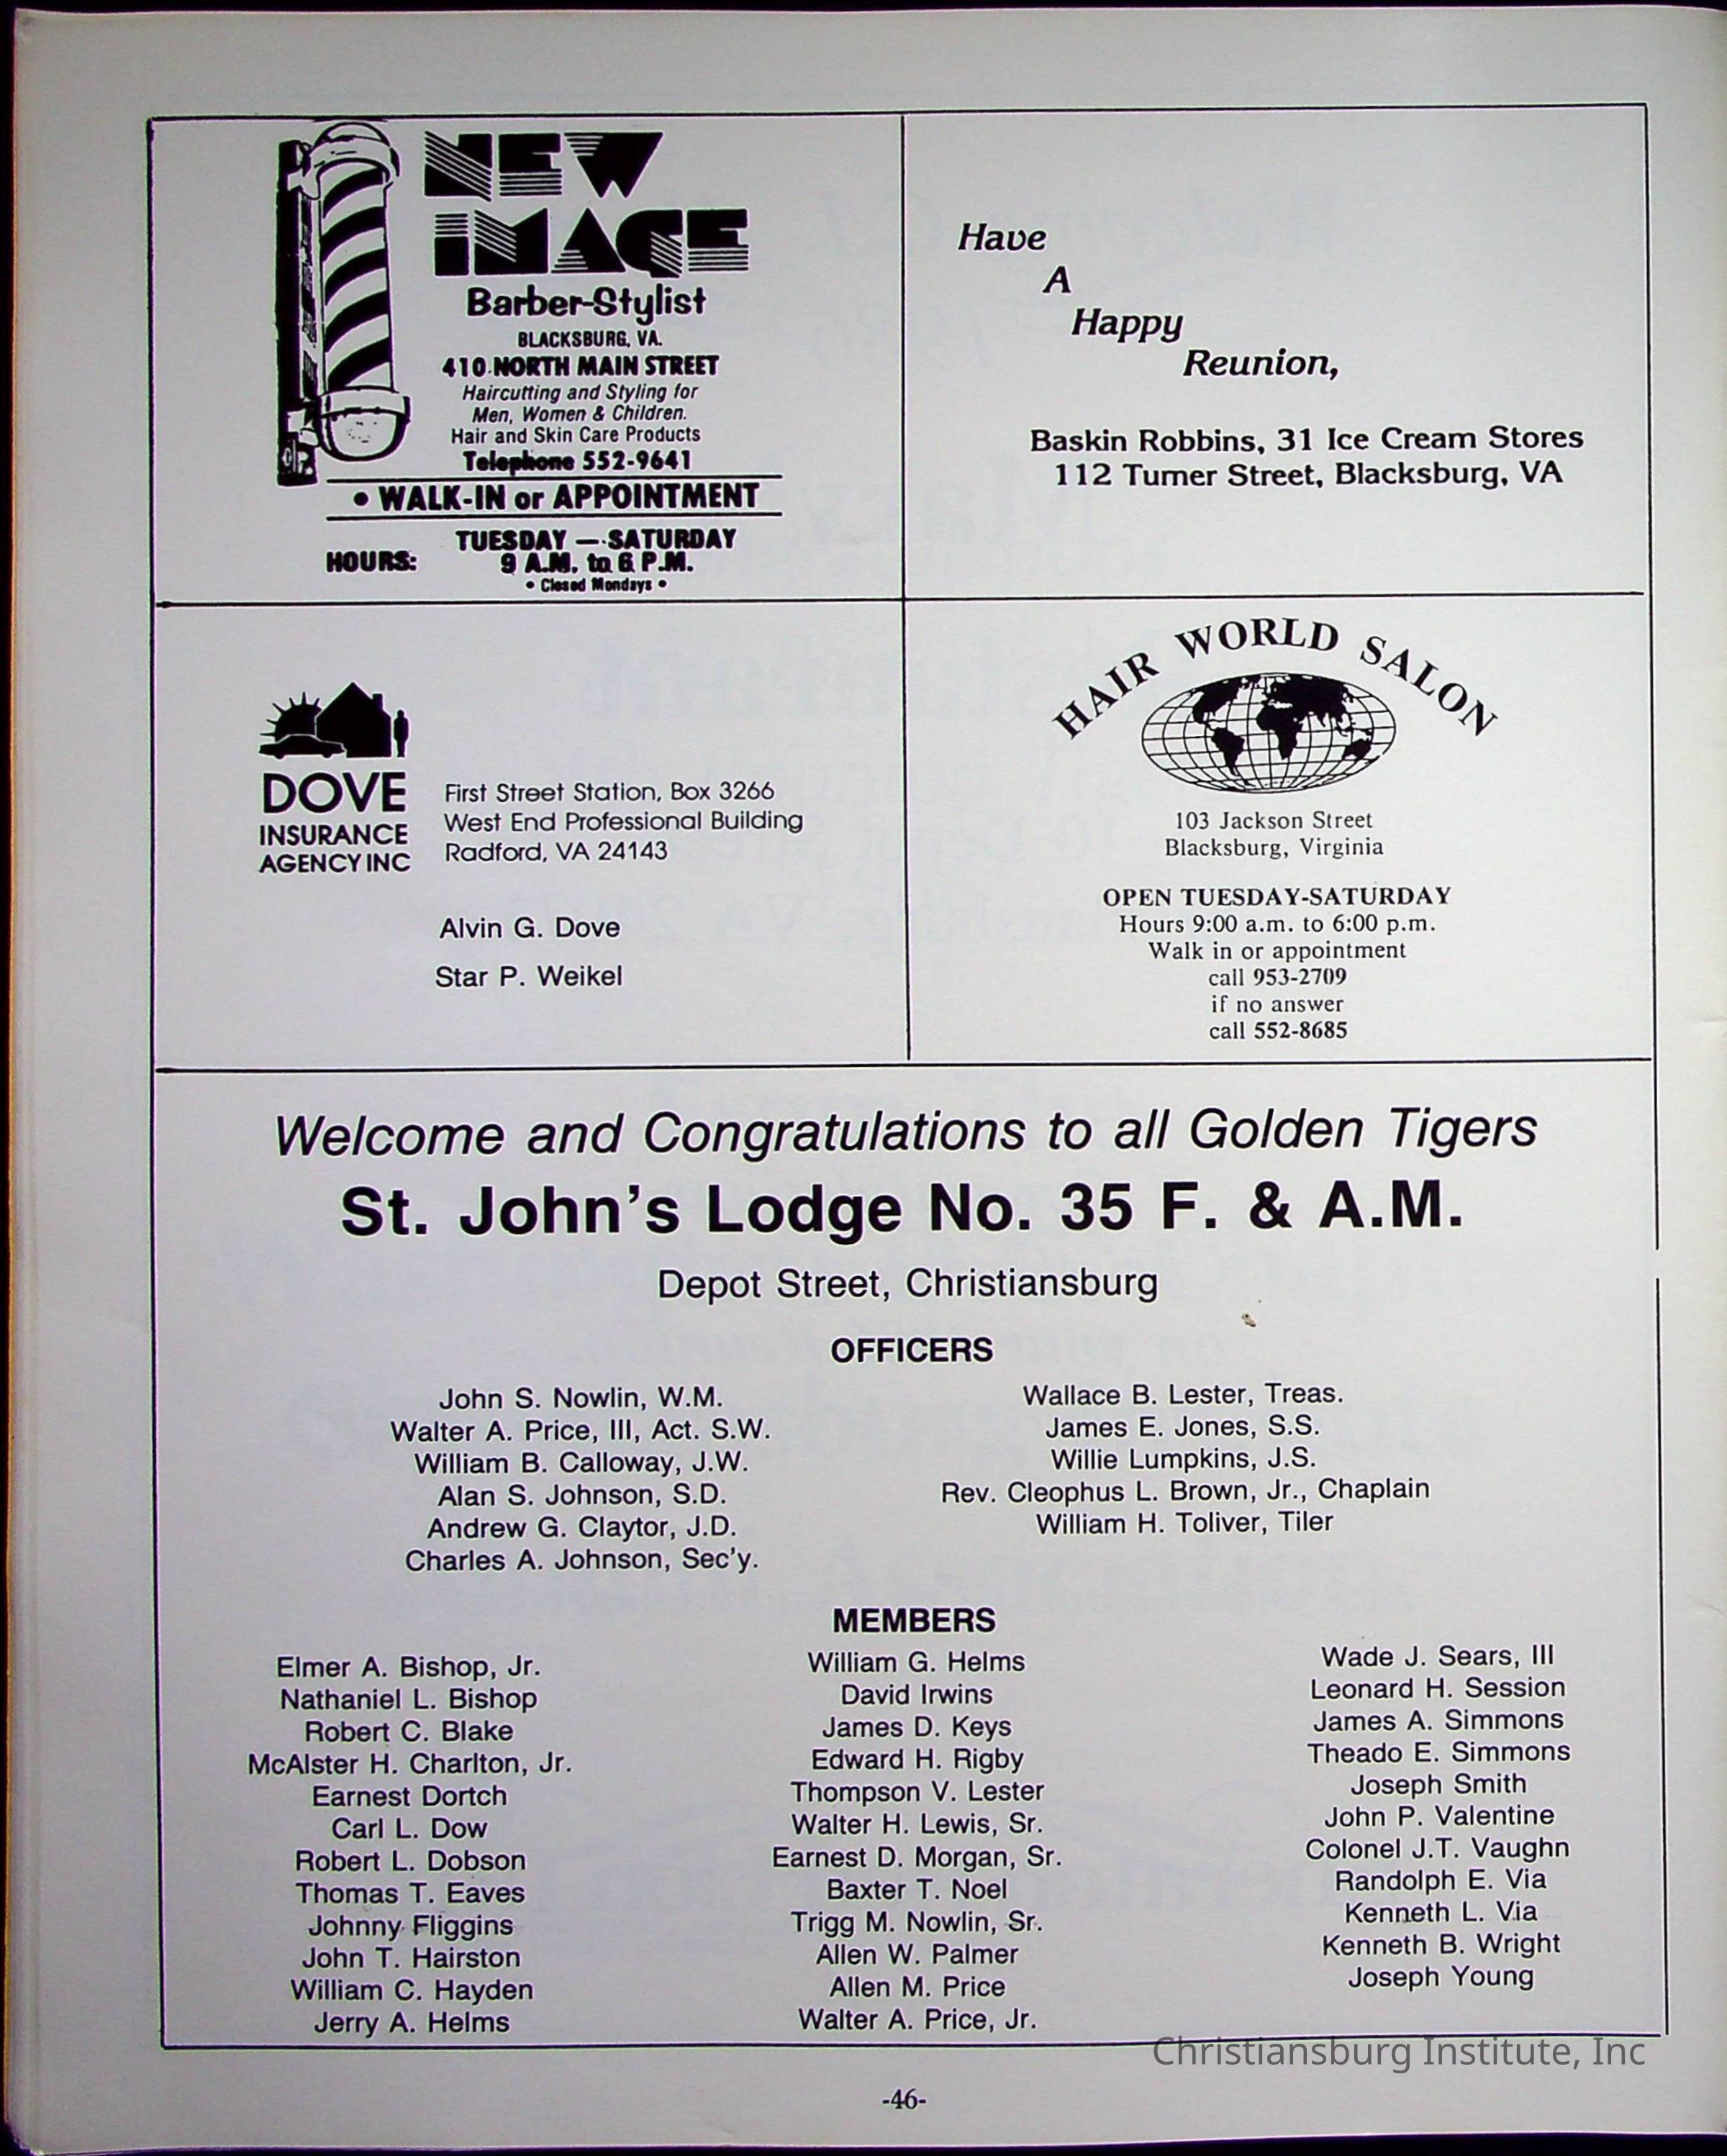 NEW
IMAGE
Barber-Stylist
BLACKSBURG, VA.
410 NORTH MAIN STREET
Haircutting and Styling for
Men, Women & Children.
Hair and Skin Care Products
Telephone 552-9641
• WALK-IN or APPOINTMENT
HOURS:
TUESDAY — SATURDAY
9 A.M. to 6 P.M.
• Closed Mondays •
Have
A
Happy
Reunion,
Baskin Robbins, 31 Ice Cream Stores
112 Turner Street, Blacksburg, VA
DOVE
INSURANCE
AGENCY INC
First Street Station, Box 3266
West End Professional Building
Radford, VA 24143
Alvin G. Dove
Star P. Weikel
HAIR WORLD SALON
103 Jackson Street
Blacksburg, Virginia
OPEN TUESDAY-SATURDAY
Hours 9:00 a.m. to 6:00 p.m.
Walk in or appointment
call 953-2709
if no answer
call 552-8685
Welcome and Congratulations to all Golden Tigers
St. John's Lodge No. 35 F. & A.M.
Depot Street, Christiansburg
OFFICERS
John S. Nowlin, W.M.
Walter A. Price, III, Act. S.W.
William B. Calloway, J.W.
Alan S. Johnson, S.D.
Andrew G. Claytor, J.D.
Charles A. Johnson, Sec'y.
Wallace B. Lester, Treas.
James E. Jones, S.S.
Willie Lumpkins, J.S.
Rev. Cleophus L. Brown, Jr., Chaplain
William H. Toliver, Tiler
MEMBERS
Elmer A. Bishop, Jr.
Nathaniel L. Bishop
Robert C. Blake
McAlster H. Charlton, Jr.
Earnest Dortch
Carl L. Dow
Robert L. Dobson
Thomas T. Eaves
Johnny Fliggins
John T. Hairston
William C. Hayden
Jerry A. Helms
William G. Helms
David Irwins
James D. Keys
Edward H. Rigby
Thompson V. Lester
Walter H. Lewis, Sr.
Earnest D. Morgan, Sr.
Baxter T. Noel
Trigg M. Nowlin, Sr.
Allen W. Palmer
Allen M. Price
Walter A. Price, Jr.
Wade J. Sears, III
Leonard H. Session
James A. Simmons
Theado E. Simmons
Joseph Smith
John P. Valentine
Colonel J.T. Vaughn
Randolph E. Via
Kenneth L. Via
Kenneth B. Wright
Joseph Young
Christiansburg Institute, Inc
-46-